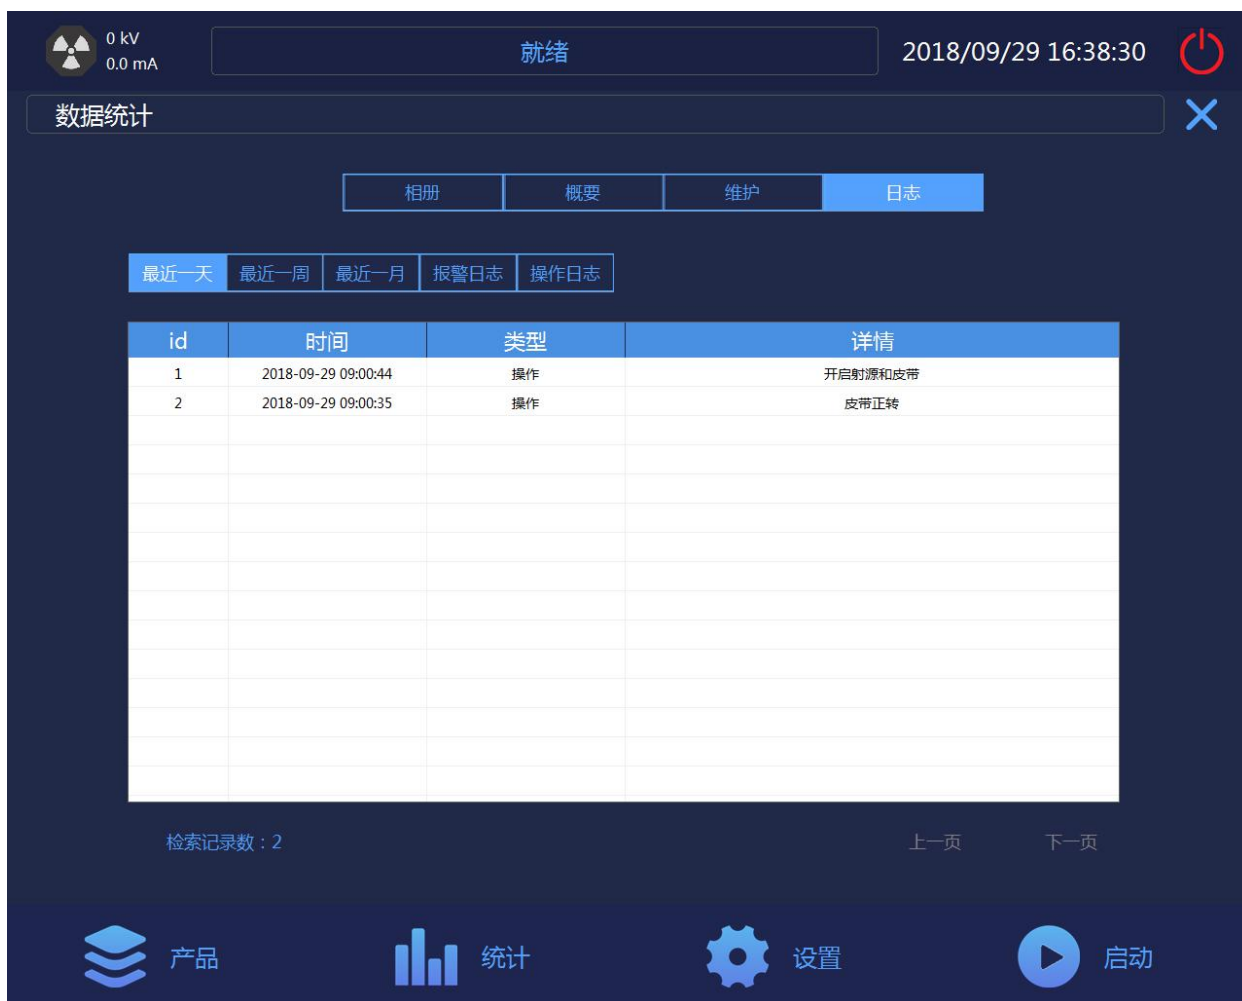 0 kV
0.0 mA
就绪
2018/09/29 16:38:30
数据统计
相册 概要 维护 日志
最近一天 最近一周 最近一月 报警日志 操作日志
id 时间 类型 详情
1 2018-09-29 09:00:44 操作 开启射源和皮带
2 2018-09-29 09:00:35 操作 皮带正转
检索记录数：2 上一页 下一页
产品 统计 设置 启动